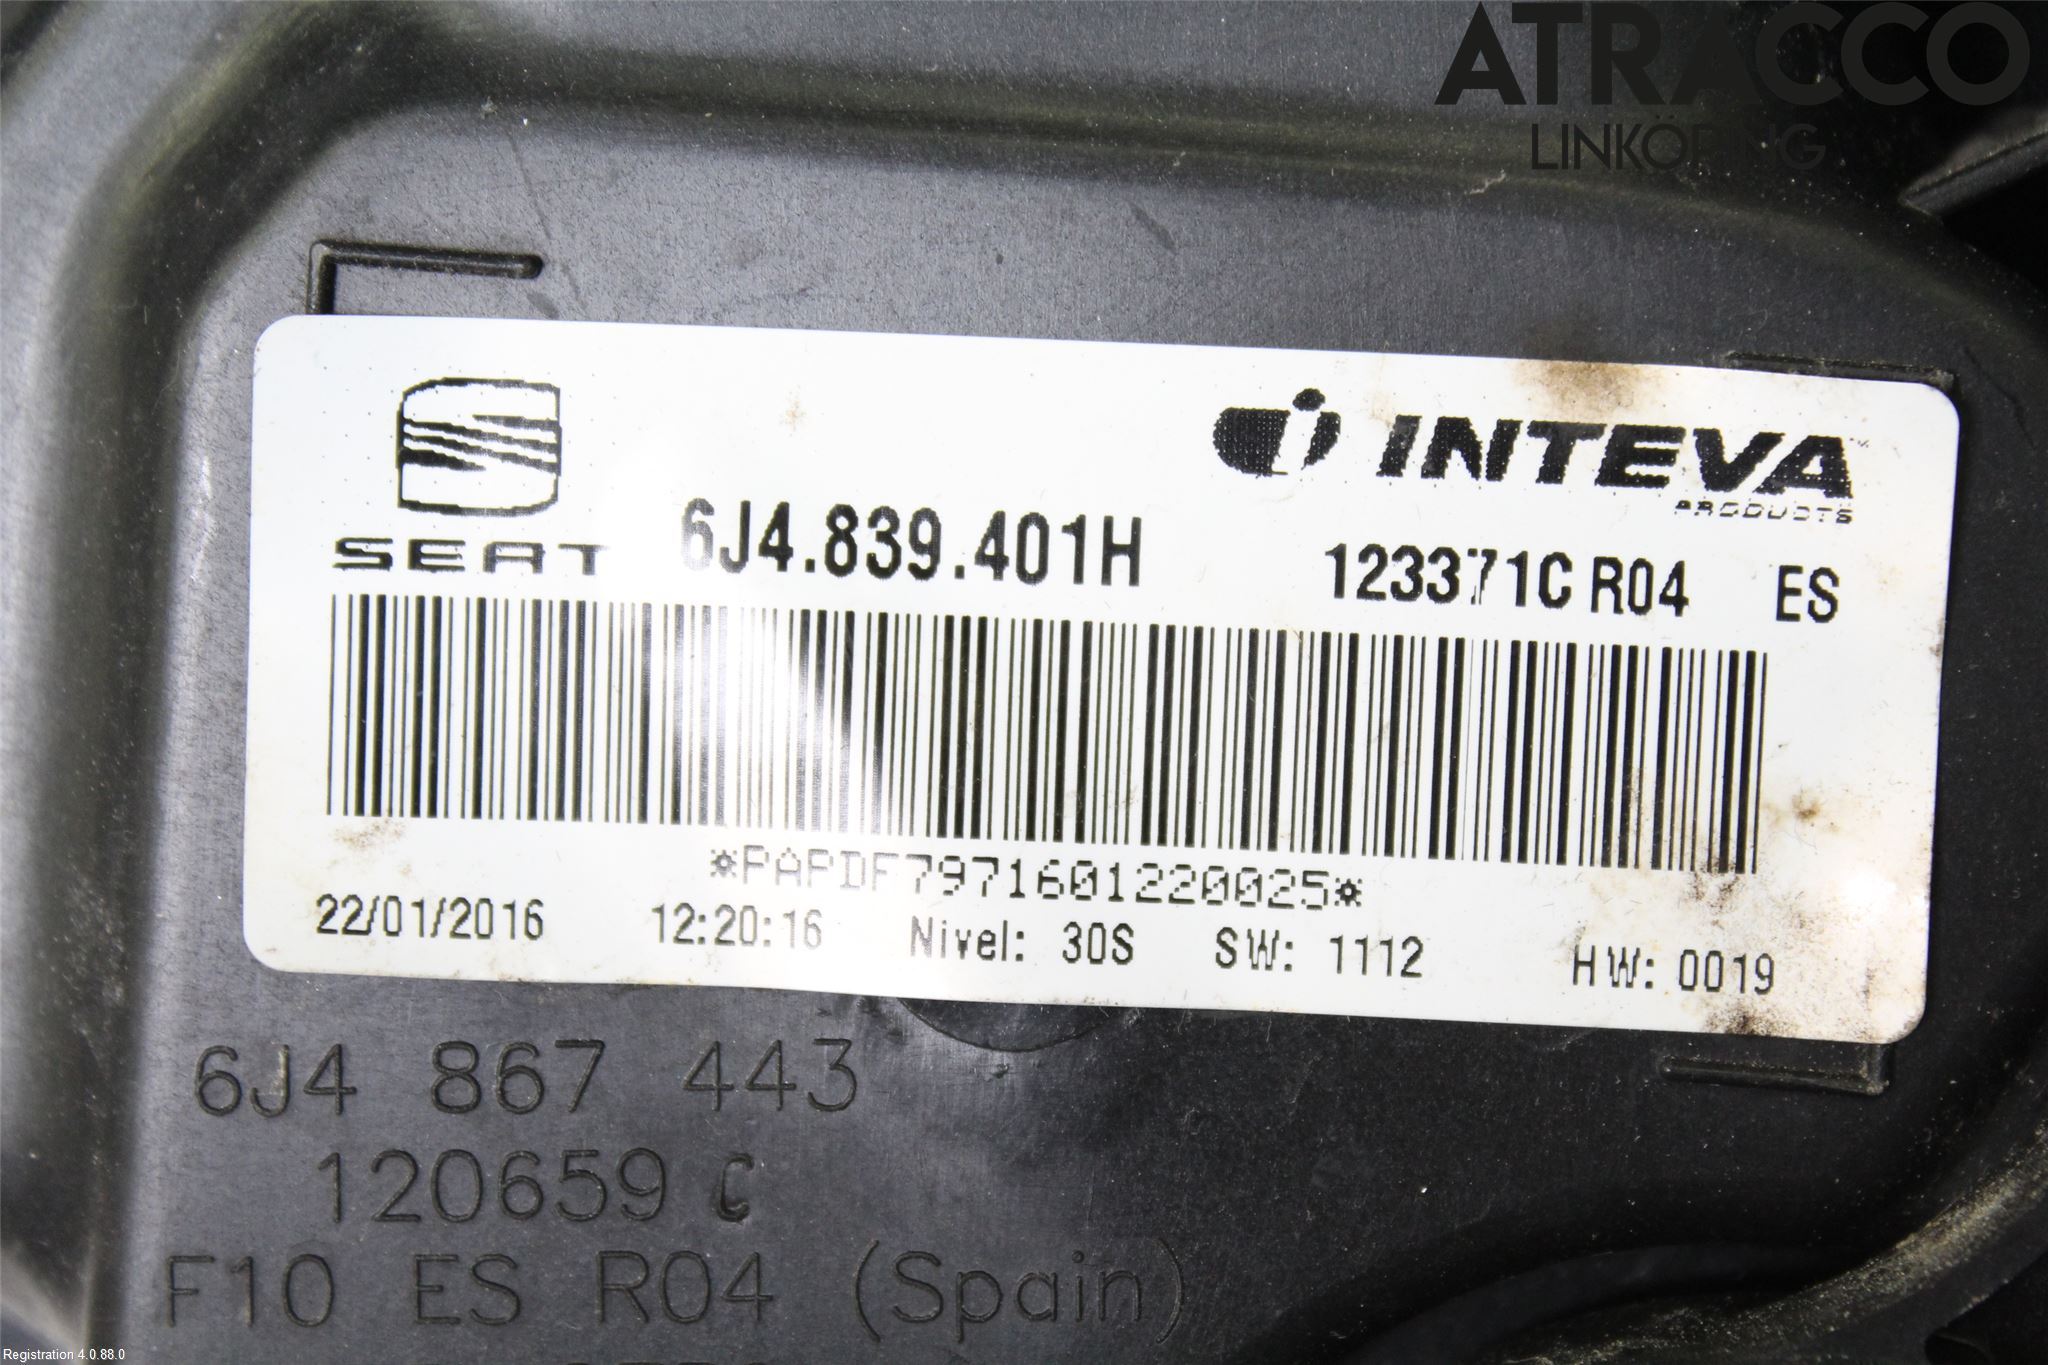 ATRACCO
LINKÖPING
SEAT
6J4.839.401H
INTEVA
PRODUCTS
123371C R04 ES
*PAPDF7971601220025*
22/01/2016 12:20:16 Nivel: 30S SW: 1112 HW: 0019
6J4 867 443
120659 C
F10 ES R04 (Spain)
Registration 4.0.88.0